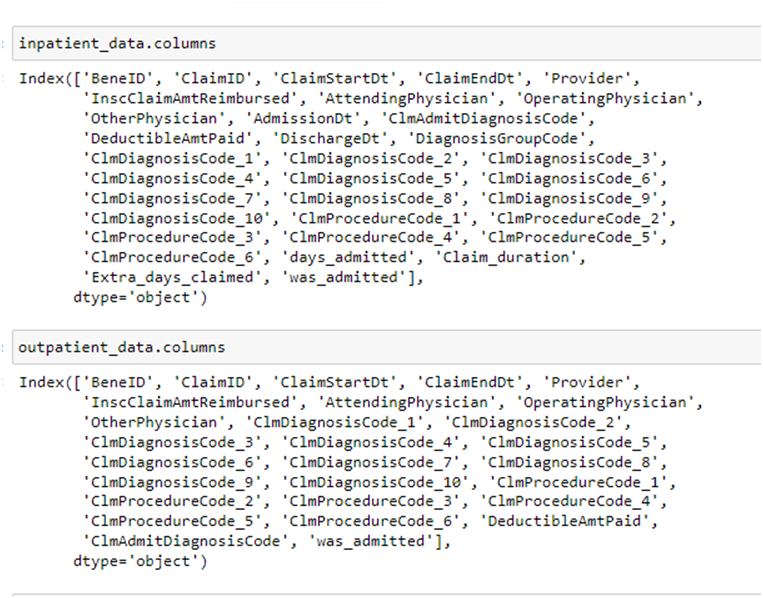 inpatient_data.columns
Index(['BeneID', 'ClaimID', 'ClaimStartDt', 'ClaimEndDt', 'Provider',
'InscClaimAmtReimbursed', 'AttendingPhysician', 'OperatingPhysician',
'OtherPhysician', 'AdmissionDt', 'ClmAdmitDiagnosisCode',
'DeductibleAmtPaid', 'DischargeDt', 'DiagnosisGroupCode',
'ClmDiagnosisCode_1', 'ClmDiagnosisCode_2', 'ClmDiagnosisCode_3',
'ClmDiagnosisCode_4', 'ClmDiagnosisCode_5', 'ClmDiagnosisCode_6',
'ClmDiagnosisCode_7', 'ClmDiagnosisCode_8', 'ClmDiagnosisCode_9',
'ClmDiagnosisCode_10', 'ClmProcedureCode_1', 'ClmProcedureCode_2',
'ClmProcedureCode_3', 'ClmProcedureCode_4', 'ClmProcedureCode_5',
'ClmProcedureCode_6', 'days_admitted', 'Claim_duration',
'Extra_days_claimed', 'was_admitted'],
dtype='object')
outpatient_data.columns
Index(['BeneID', 'ClaimID', 'ClaimStartDt', 'ClaimEndDt', 'Provider',
'InscClaimAmtReimbursed', 'AttendingPhysician', 'OperatingPhysician',
'OtherPhysician', 'ClmDiagnosisCode_1', 'ClmDiagnosisCode_2',
'ClmDiagnosisCode_3', 'ClmDiagnosisCode_4', 'ClmDiagnosisCode_5',
'ClmDiagnosisCode_6', 'ClmDiagnosisCode_7', 'ClmDiagnosisCode_8',
'ClmDiagnosisCode_9', 'ClmDiagnosisCode_10', 'ClmProcedureCode_1',
'ClmProcedureCode_2', 'ClmProcedureCode_3', 'ClmProcedureCode_4',
'ClmProcedureCode_5', 'ClmProcedureCode_6', 'DeductibleAmtPaid',
'ClmAdmitDiagnosisCode', 'was_admitted'],
dtype='object')